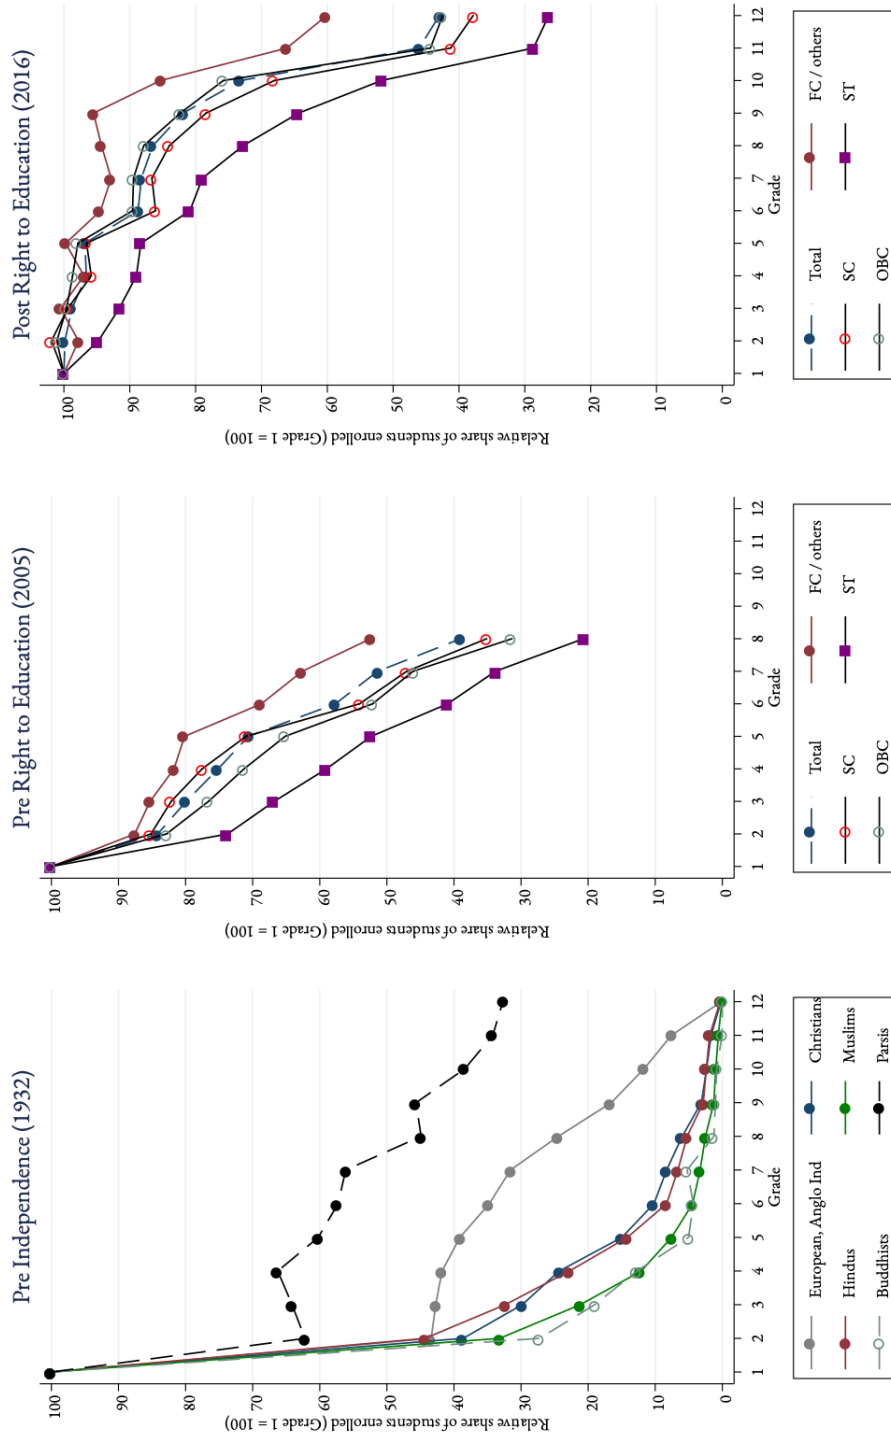 Pre Independence (1932)
Relative share of students enrolled (Grade 1 = 100)
100
90
80
70
60
50
40
30
20
10
0
1 2 3 4 5 6 7 8 9 10 11 12
Grade
European, Anglo Ind Christians
Hindus Muslims
Buddhists Parsis
Pre Right to Education (2005)
Relative share of students enrolled (Grade 1 = 100)
100
90
80
70
60
50
40
30
20
10
0
1 2 3 4 5 6 7 8 9 10 11 12
Grade
Total FC / others
SC ST
OBC
Post Right to Education (2016)
Relative share of students enrolled (Grade 1 = 100)
100
90
80
70
60
50
40
30
20
10
0
1 2 3 4 5 6 7 8 9 10 11 12
Grade
Total FC / others
SC ST
OBC